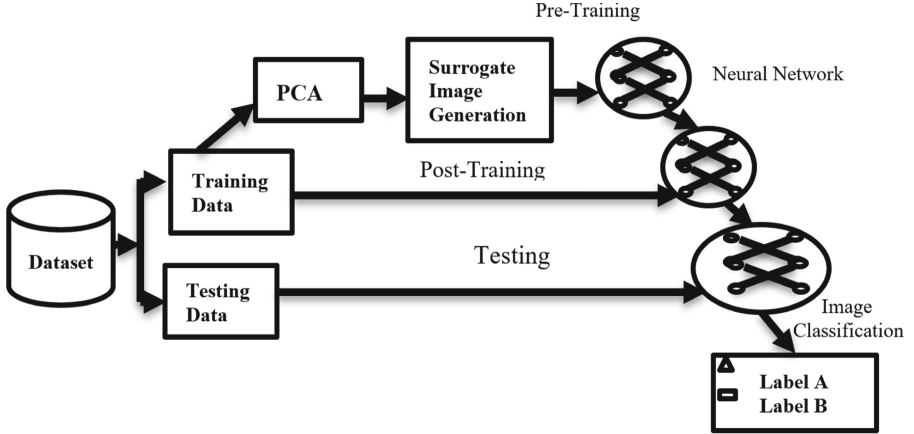 Pre-Training
Neural Network
PCA
Surrogate
Image
Generation
Post-Training
Training
Data
Dataset
Testing
Testing
Data
Image
Classification
Label A
Label B